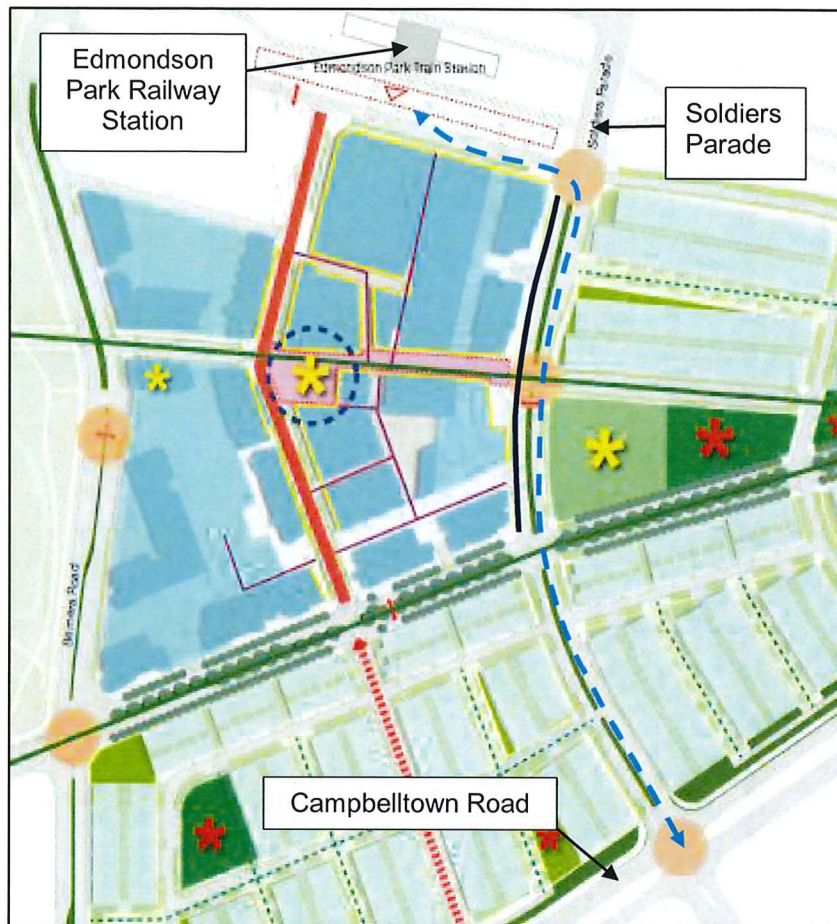 Edmondson
Park Railway
Station
Edmondson Park Train Station
Soldiers Parade
Soldiers
Parade
Campbelltown Road